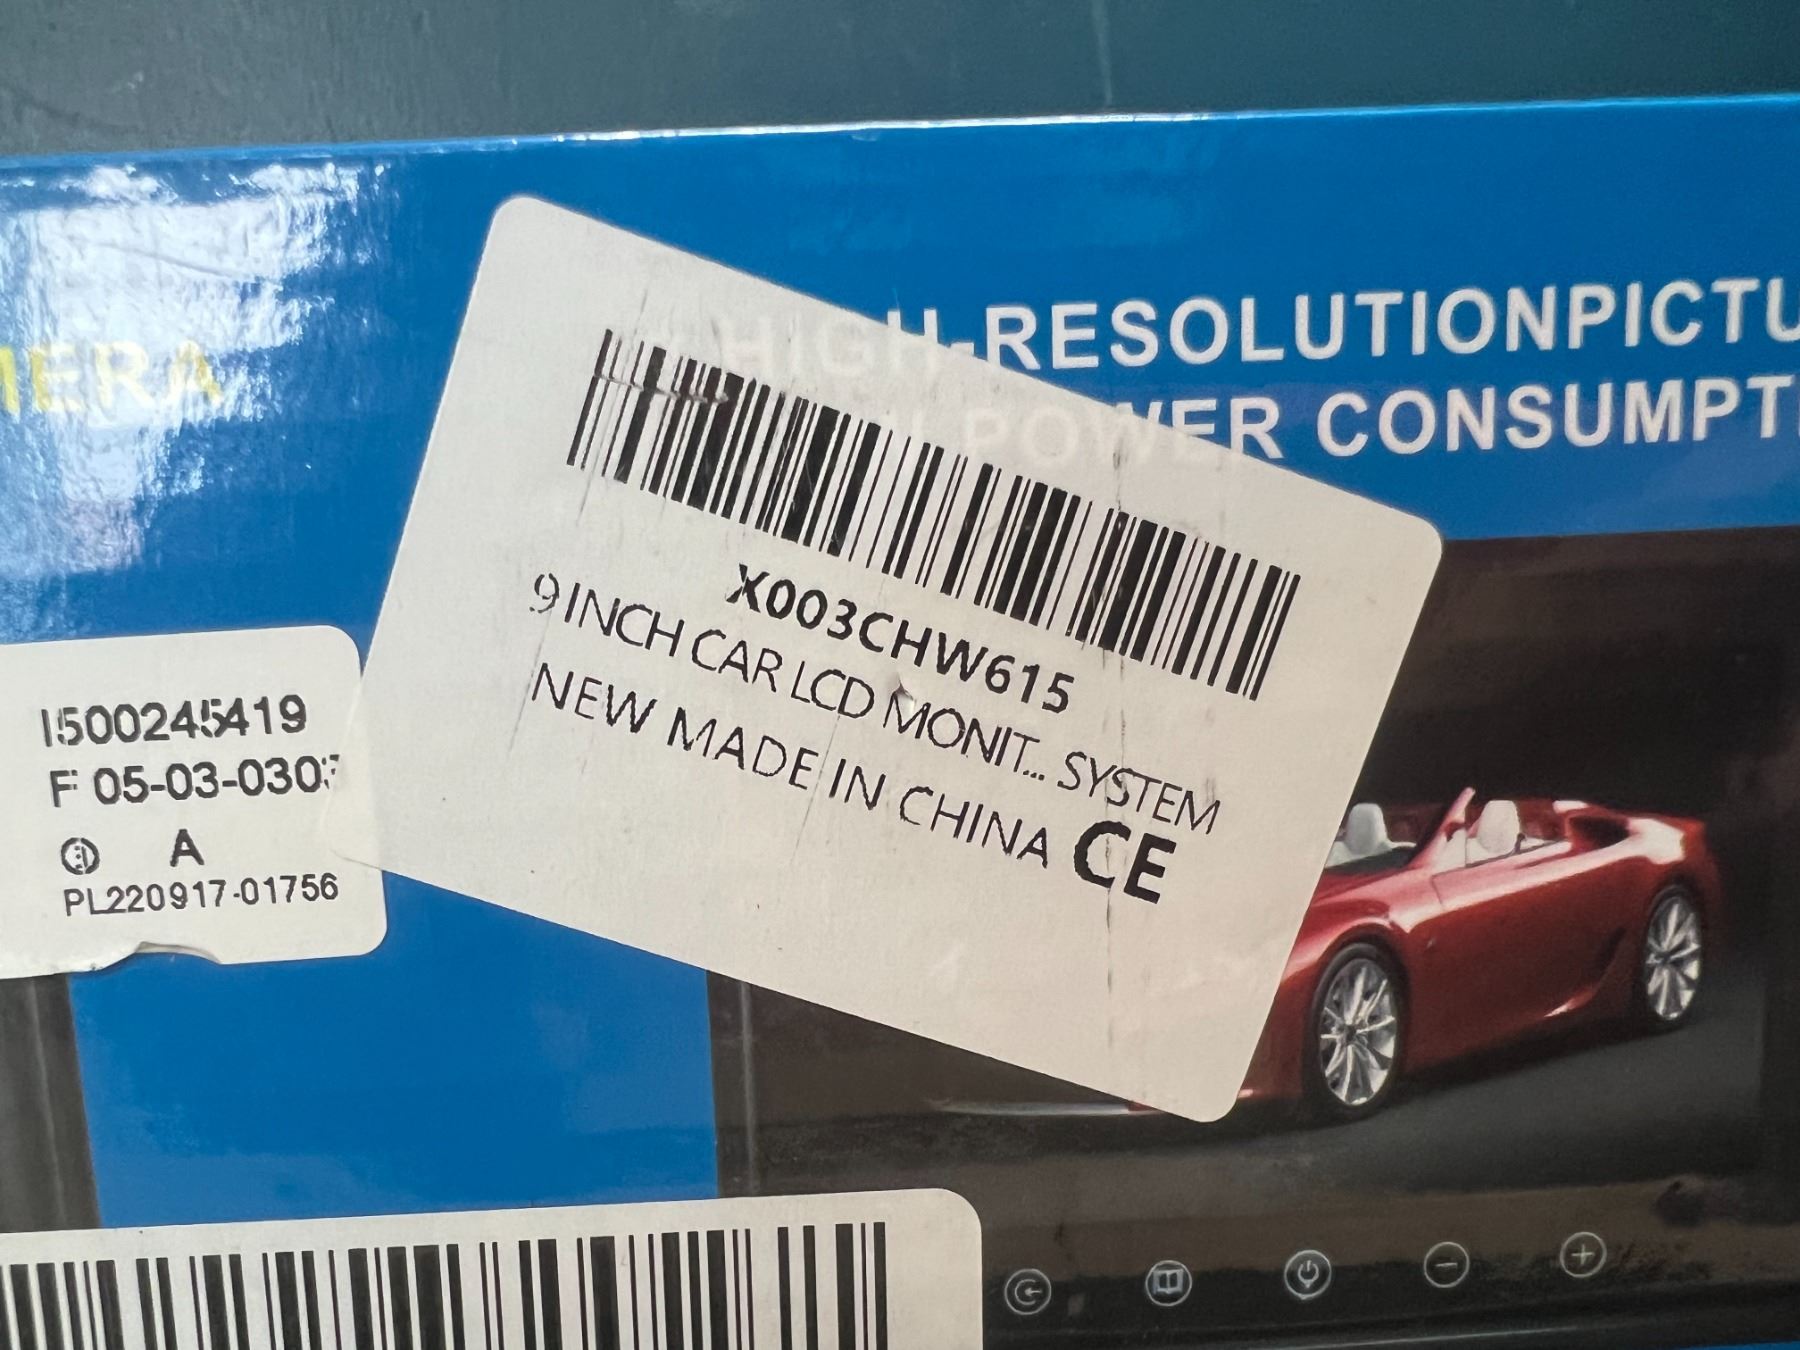 MERA
HIGH-RESOLUTIONPICTU
POWER CONSUMPT
X003CHW615
9 INCH CAR LCD MONIT... SYSTEM
NEW MADE IN CHINA CE
I500245419
F 05-03-0303
A
PL220917-01756